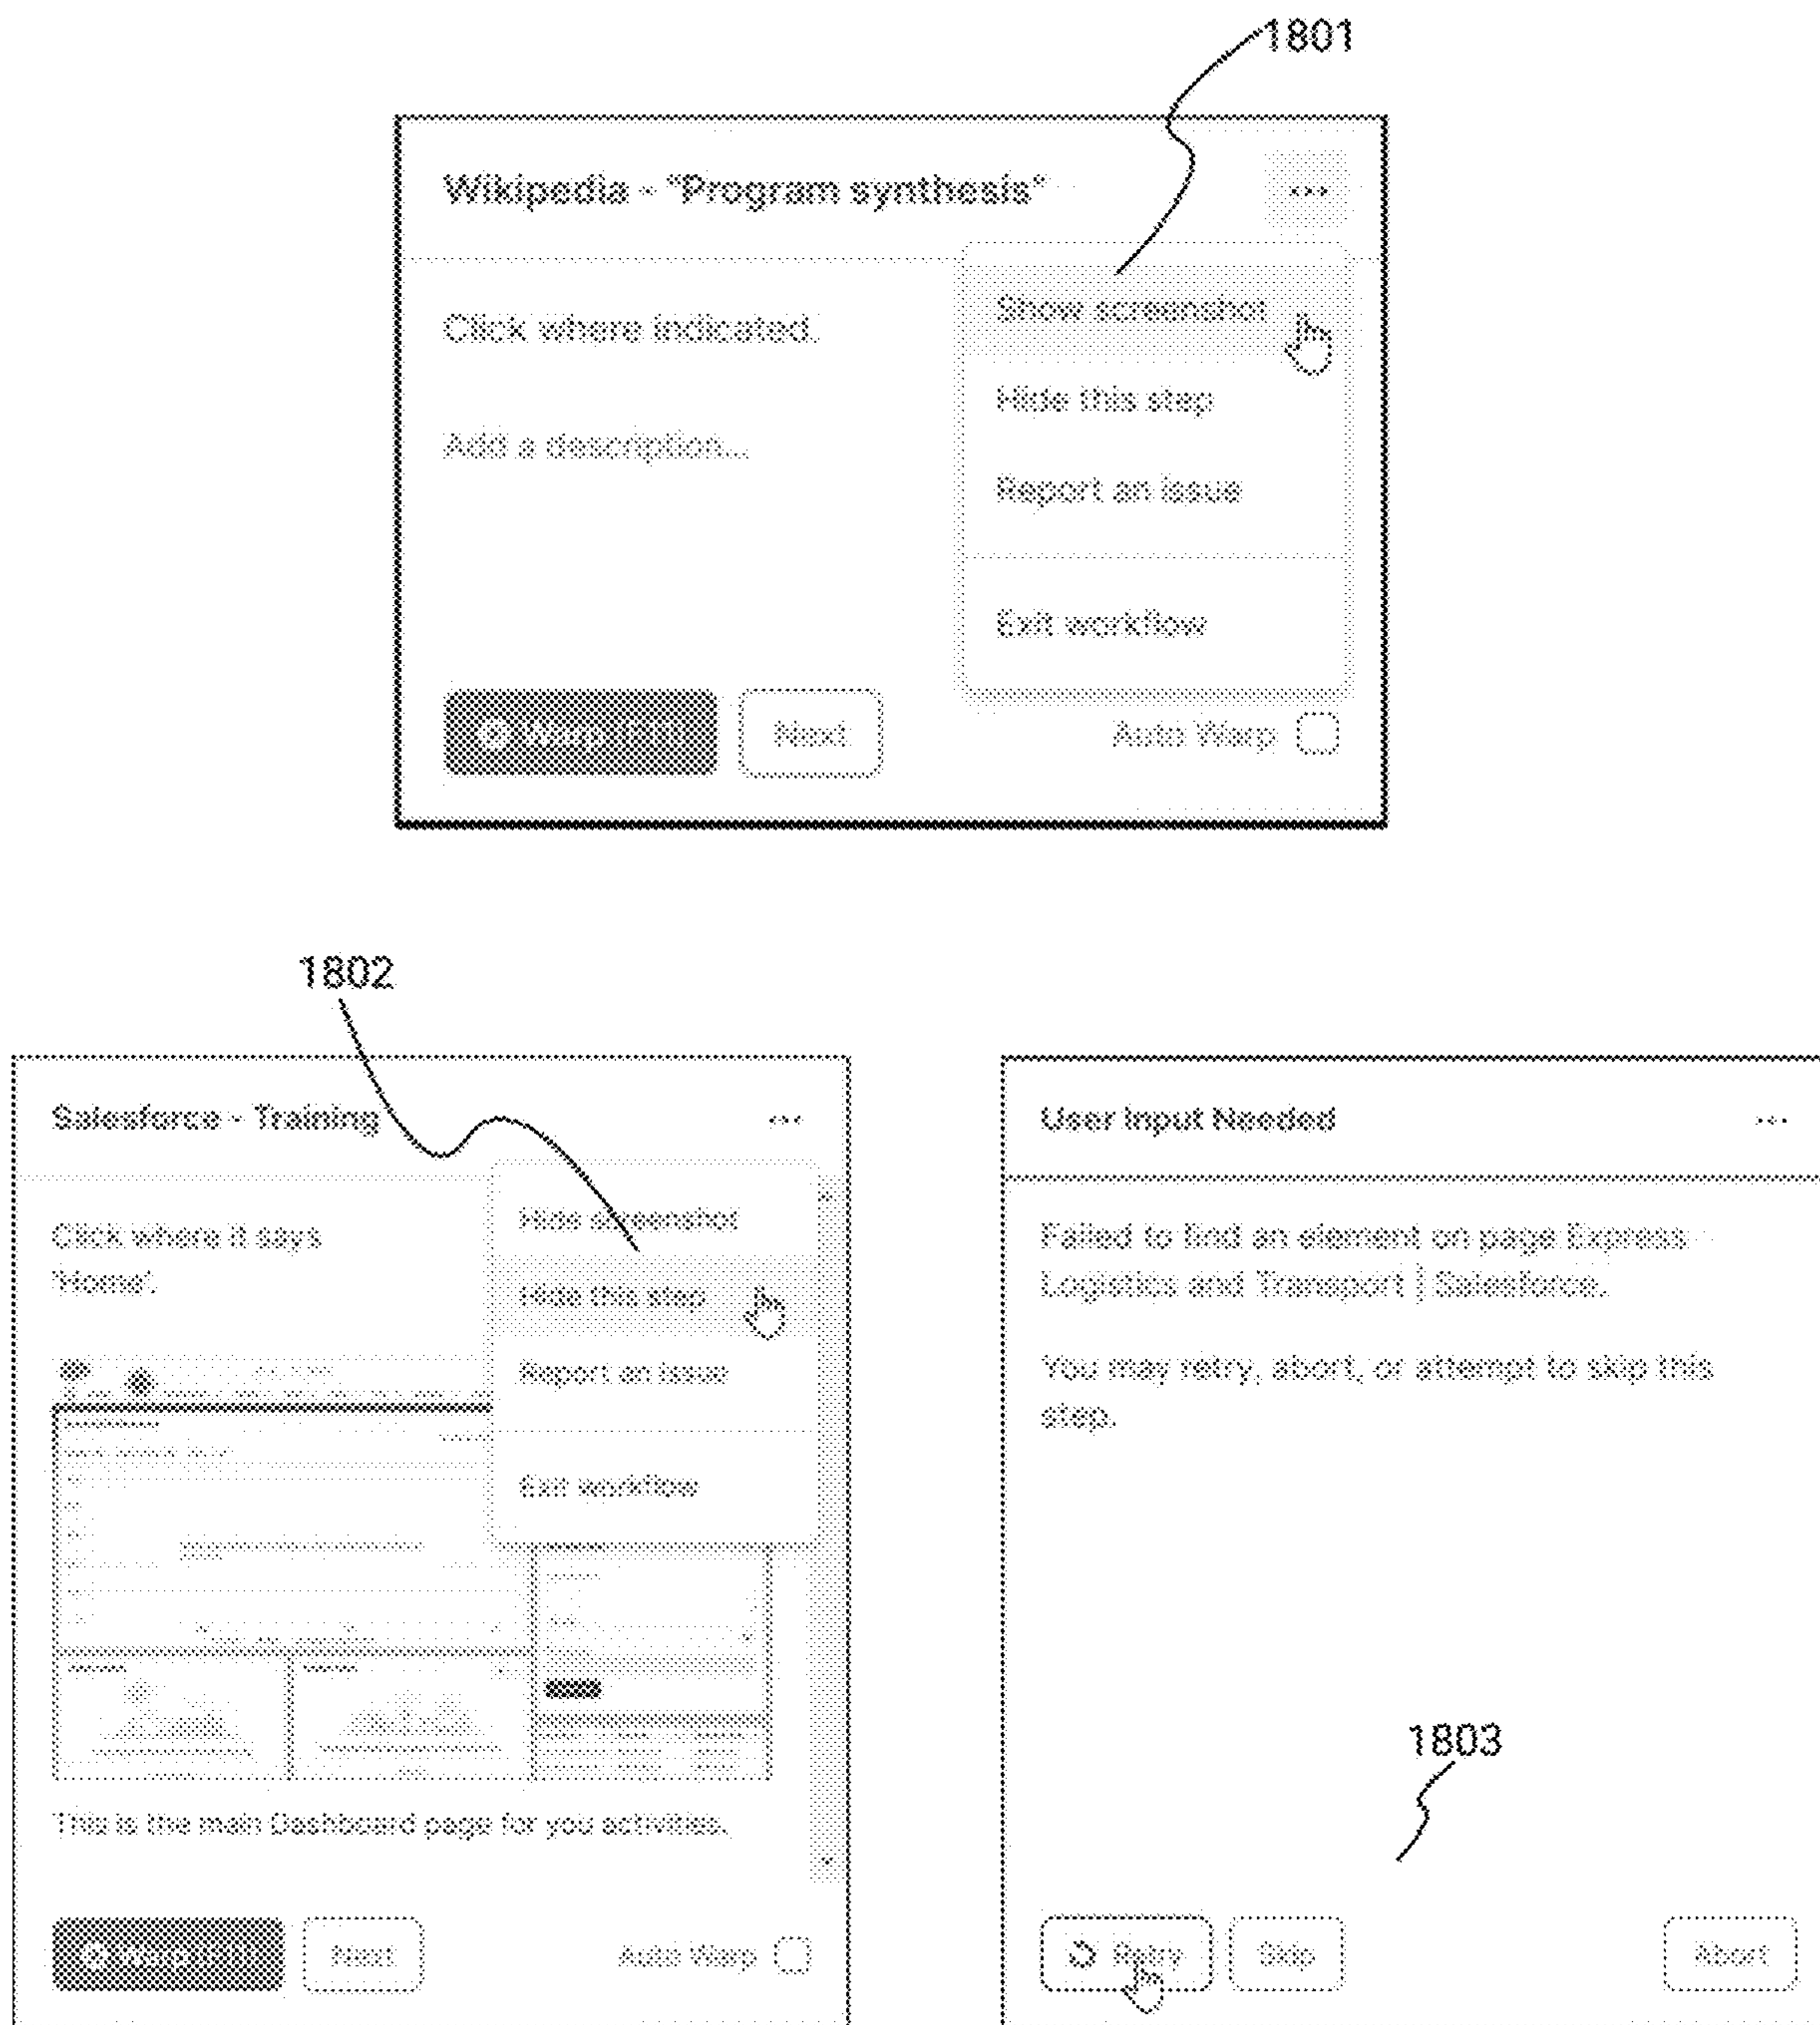 1801
Wikipedia - "Program synthesis"
...
Click where indicated.
Add a description...
Show screenshot
Hide this step
Report an issue
Exit workflow
Warp
Next
Auto Warp
1802
Salesforce - Training
...
Click where it says
'Home'.
Hide screenshot
Hide this step
Report an issue
Exit workflow
This is the main Dashboard page for you activities.
Warp
Next
Auto Warp
User Input Needed
...
Failed to find an element on page Express
Logistics and Transport | Salesforce.
You may retry, abort, or attempt to skip this
step.
1803
Retry
Skip
Abort